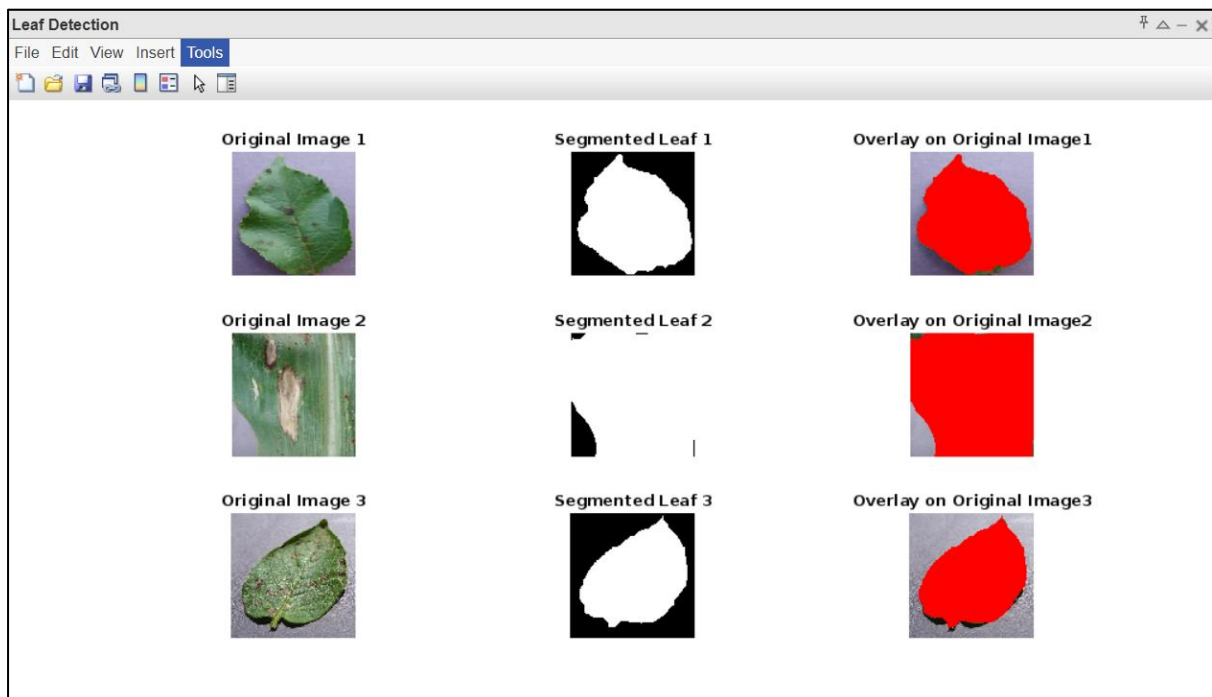 Leaf Detection
File Edit View Insert Tools
Original Image 1 Segmented Leaf 1 Overlay on Original Image1
Original Image 2 Segmented Leaf 2 Overlay on Original Image2
Original Image 3 Segmented Leaf 3 Overlay on Original Image3